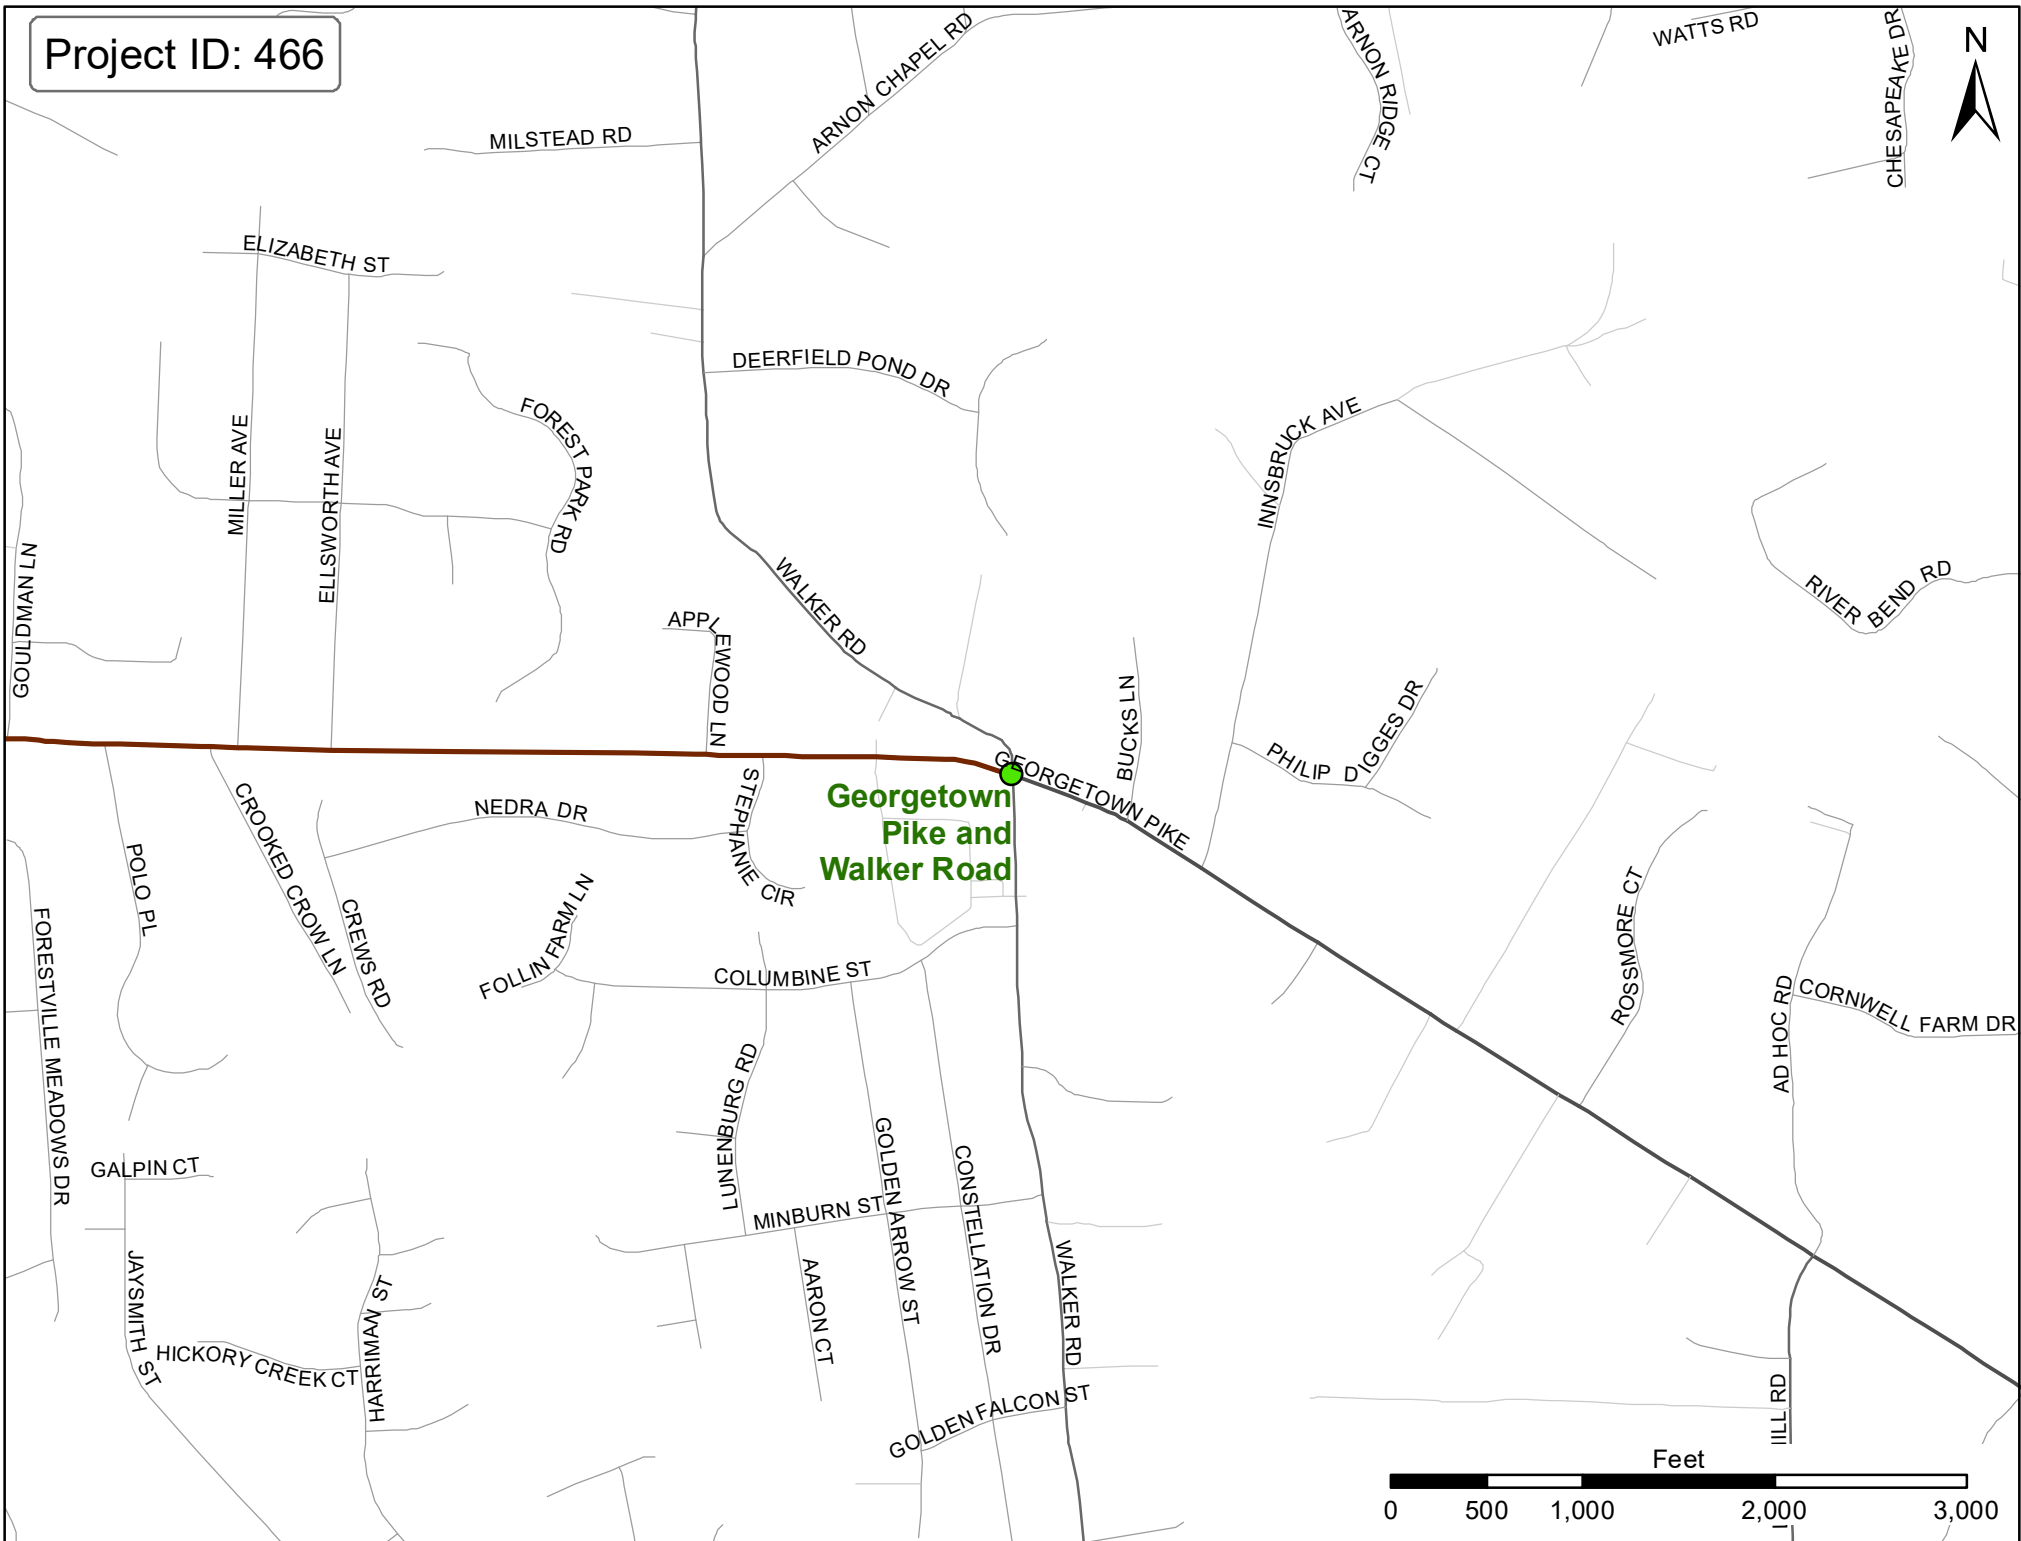 Project ID: 466
ARNON CHAPEL RD
ARNON RIDGE CT
WATTS RD
CHESAPEAKE DR
N
MILSTEAD RD
ELIZABETH ST
DEERFIELD POND DR
FOREST PARK RD
INNSBRUCK AVE
MILLER AVE
ELLSWORTH AVE
GOULDMAN LN
WALKER RD
RIVER BEND RD
APPLEWOOD LN
BUCKS LN
PHILIP DIGGES DR
GEORGETOWN PIKE
Georgetown
Pike and
Walker Road
STEPHANIE CIR
NEDRA DR
CROOKED CROW LN
POLO PL
CREWS RD
FOLLIN FARM LN
FORESTVILLE MEADOWS DR
COLUMBINE ST
ROSSMORE CT
AD HOC RD
CORNWELL FARM DR
LUNENBURG RD
GOLDEN ARROW ST
CONSTELLATION DR
GALPIN CT
MINBURN ST
JAYSMITH ST
HARRIMAN ST
AARON CT
WALKER RD
HICKORY CREEK CT
GOLDEN FALCON ST
RD
Feet
0 500 1,000 2,000 3,000